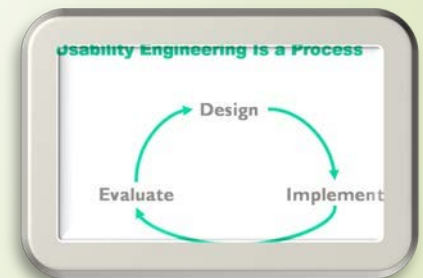 Usability Engineering Is a Process
Design
Evaluate
Implement